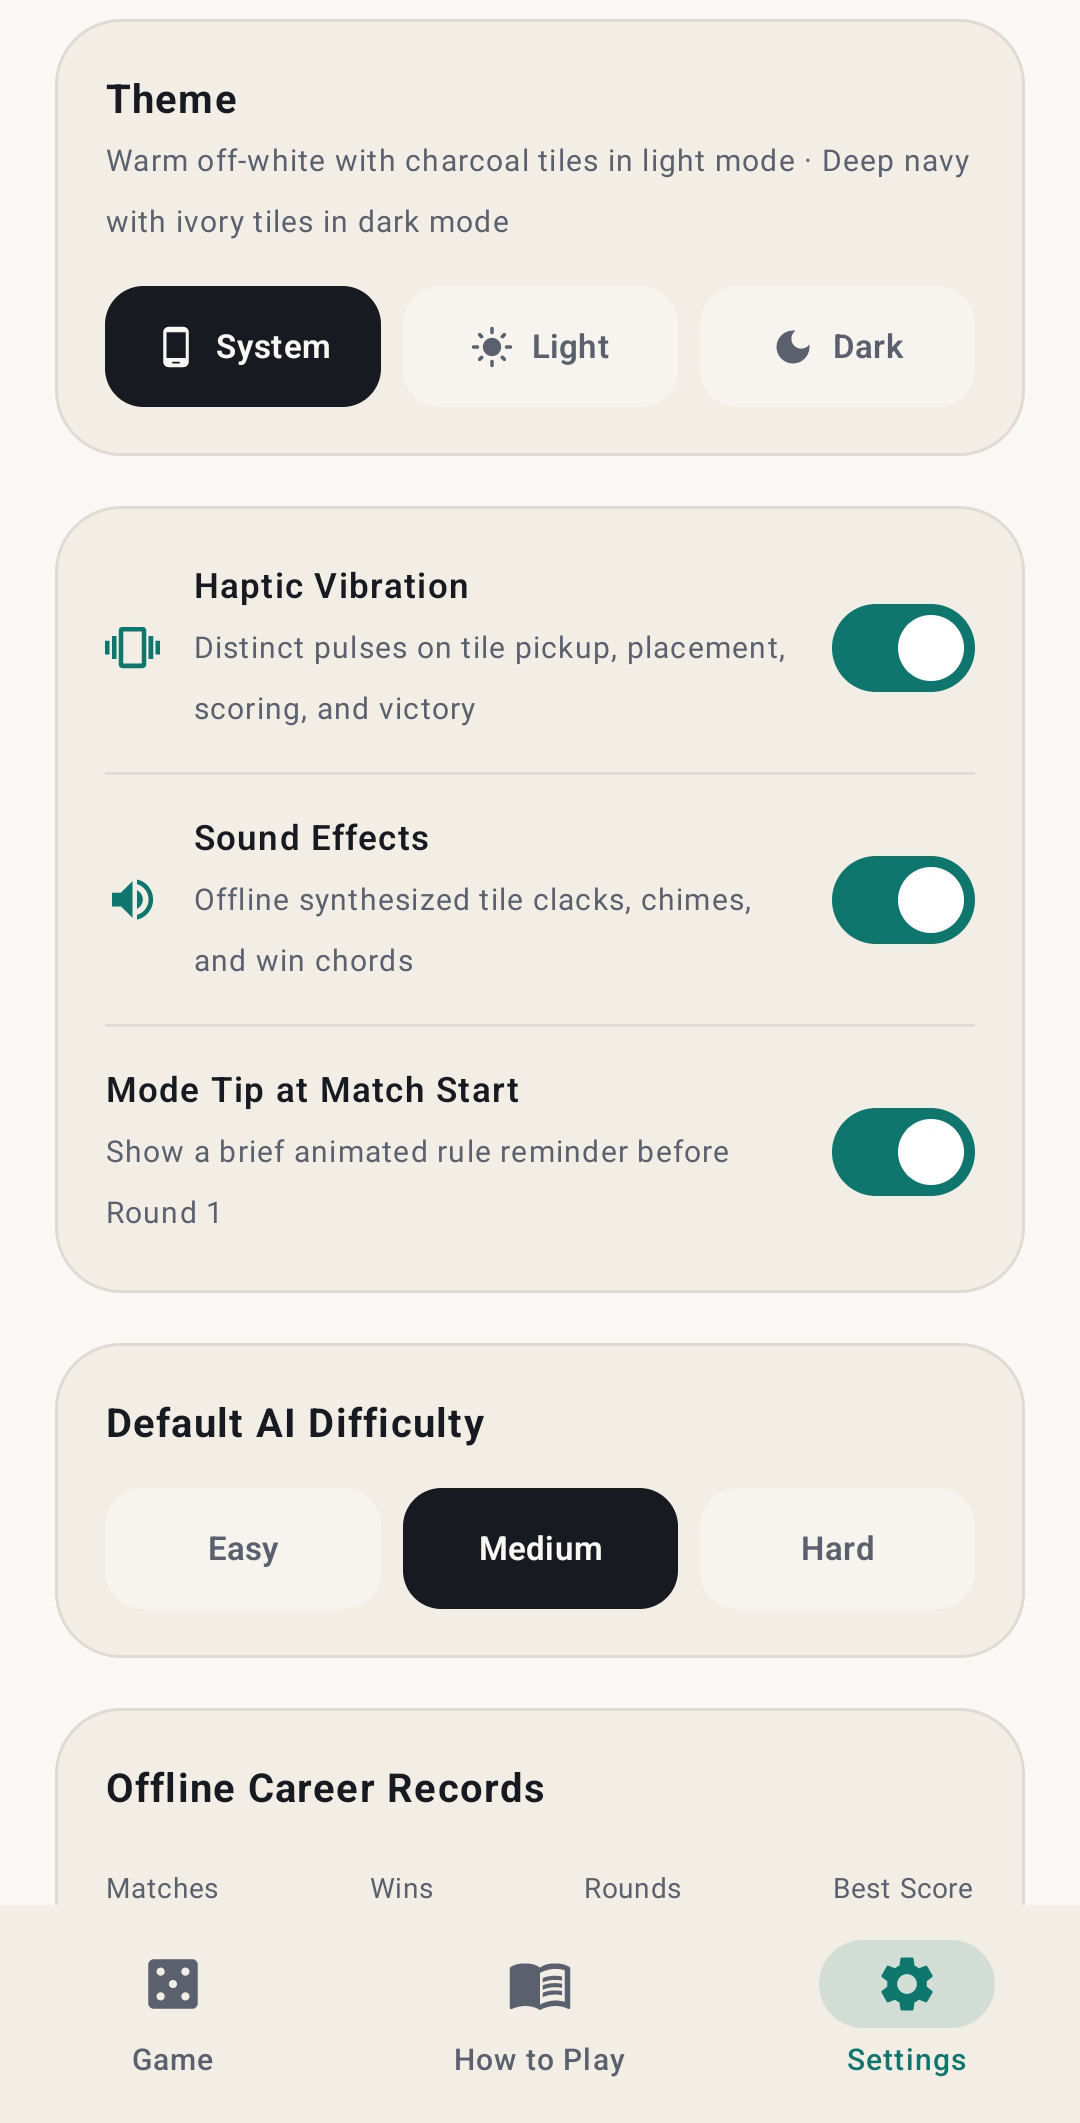 Theme
Warm off-white with charcoal tiles in light mode · Deep navy
with ivory tiles in dark mode
System
Light
Dark
Haptic Vibration
Distinct pulses on tile pickup, placement,
scoring, and victory
Sound Effects
Offline synthesized tile clacks, chimes,
and win chords
Mode Tip at Match Start
Show a brief animated rule reminder before
Round 1
Default AI Difficulty
Easy
Medium
Hard
Offline Career Records
Matches
Wins
Rounds
Best Score
Game
How to Play
Settings